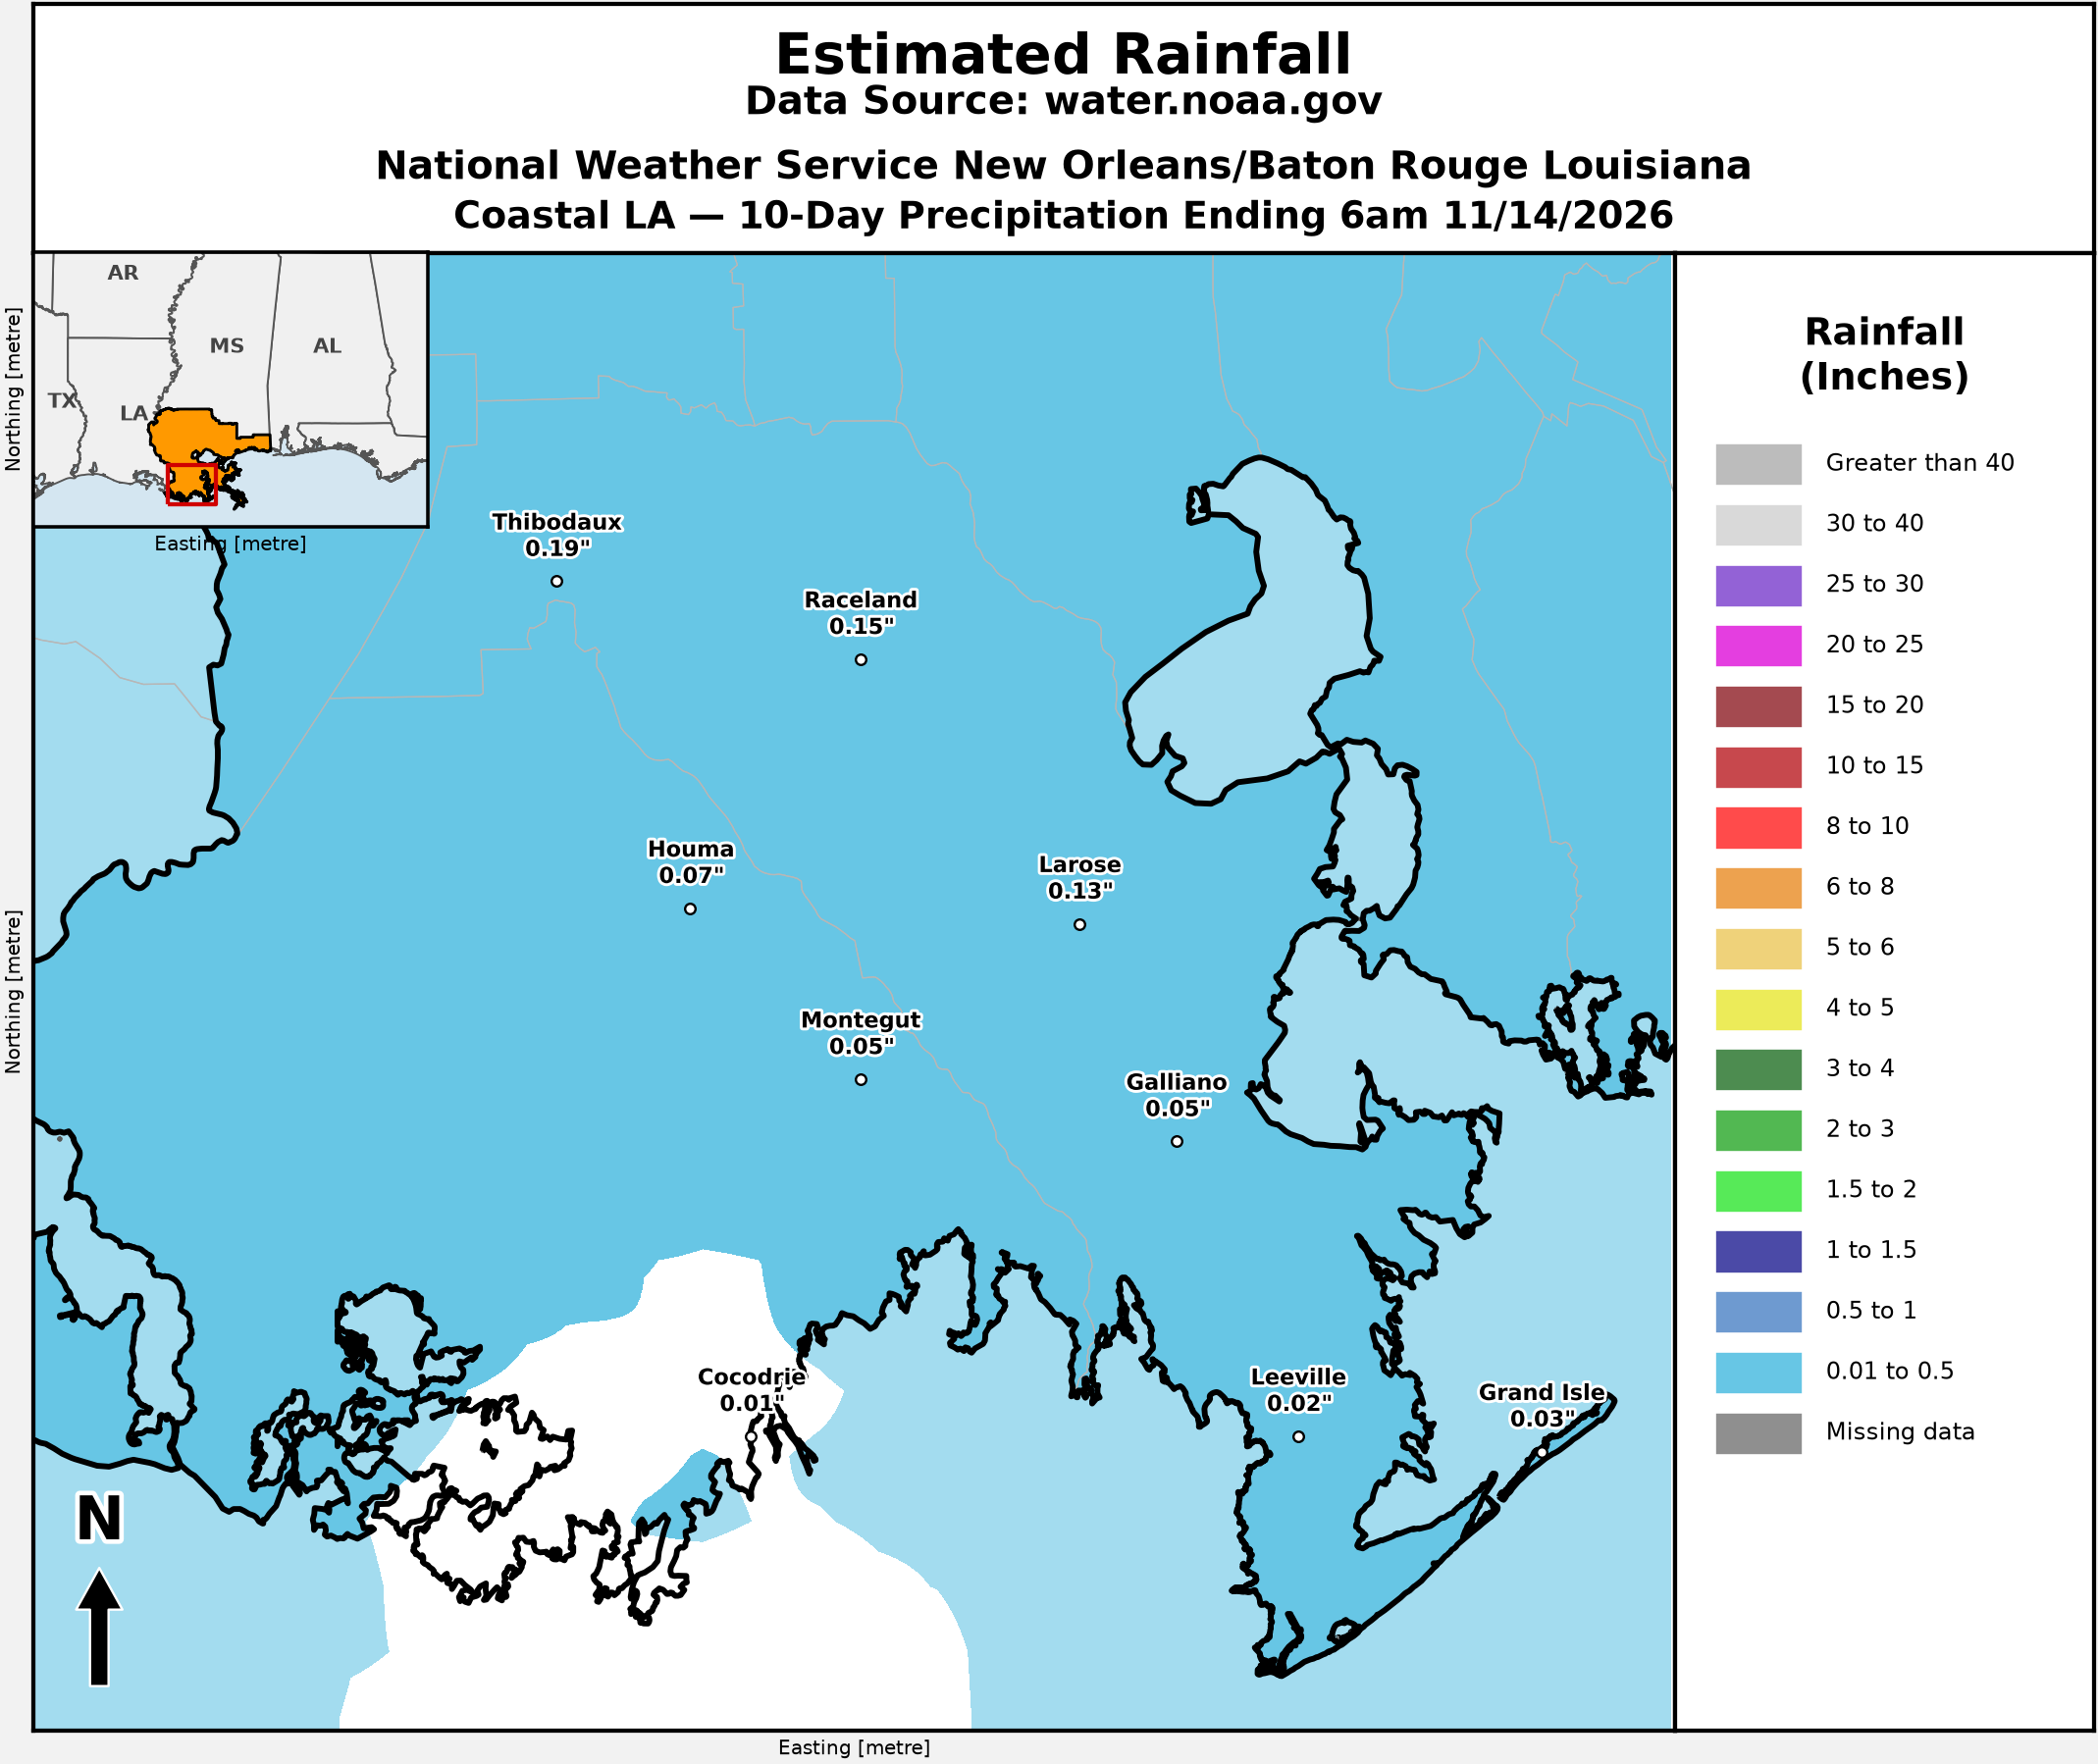 Estimated Rainfall
Data Source: water.noaa.gov
National Weather Service New Orleans/Baton Rouge Louisiana
Coastal LA — 10-Day Precipitation Ending 6am 11/14/2026
Northing [metre]
AR
MS
AL
TX
LA
Easting [metre]
Thibodaux
0.19"
Raceland
0.15"
Houma
0.07"
Larose
0.13"
Northing [metre]
Montegut
0.05"
Galliano
0.05"
Cocodrie
0.01"
Leeville
0.02"
Grand Isle
0.03"
N
Easting [metre]
Rainfall
(Inches)
Greater than 40
30 to 40
25 to 30
20 to 25
15 to 20
10 to 15
8 to 10
6 to 8
5 to 6
4 to 5
3 to 4
2 to 3
1.5 to 2
1 to 1.5
0.5 to 1
0.01 to 0.5
Missing data